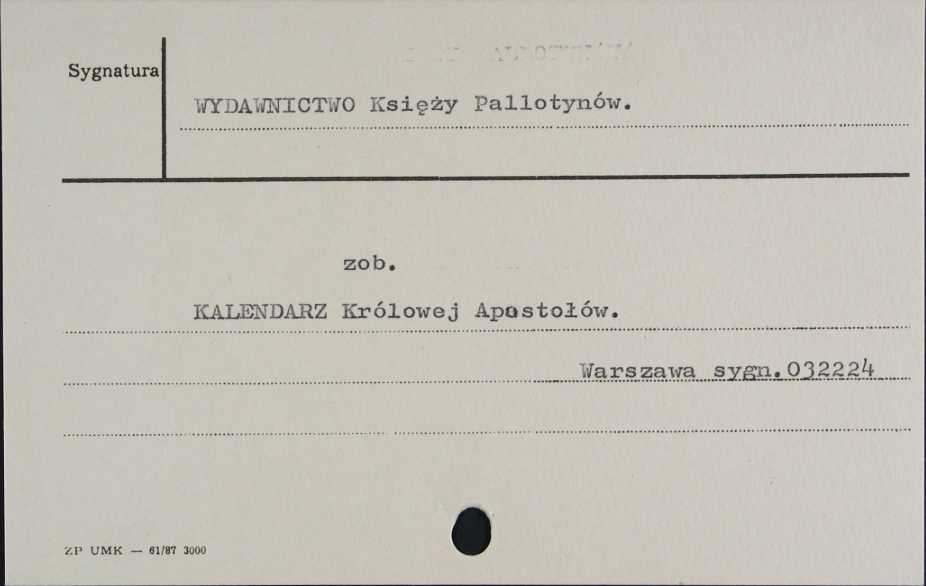 Sygnatura
WYDAWNICTWO Księży Pallotynów.
zob.
KALENDARZ Królowej Apostołów.
Warszawa sygn.032224
ZP UMK — 61/87 3000